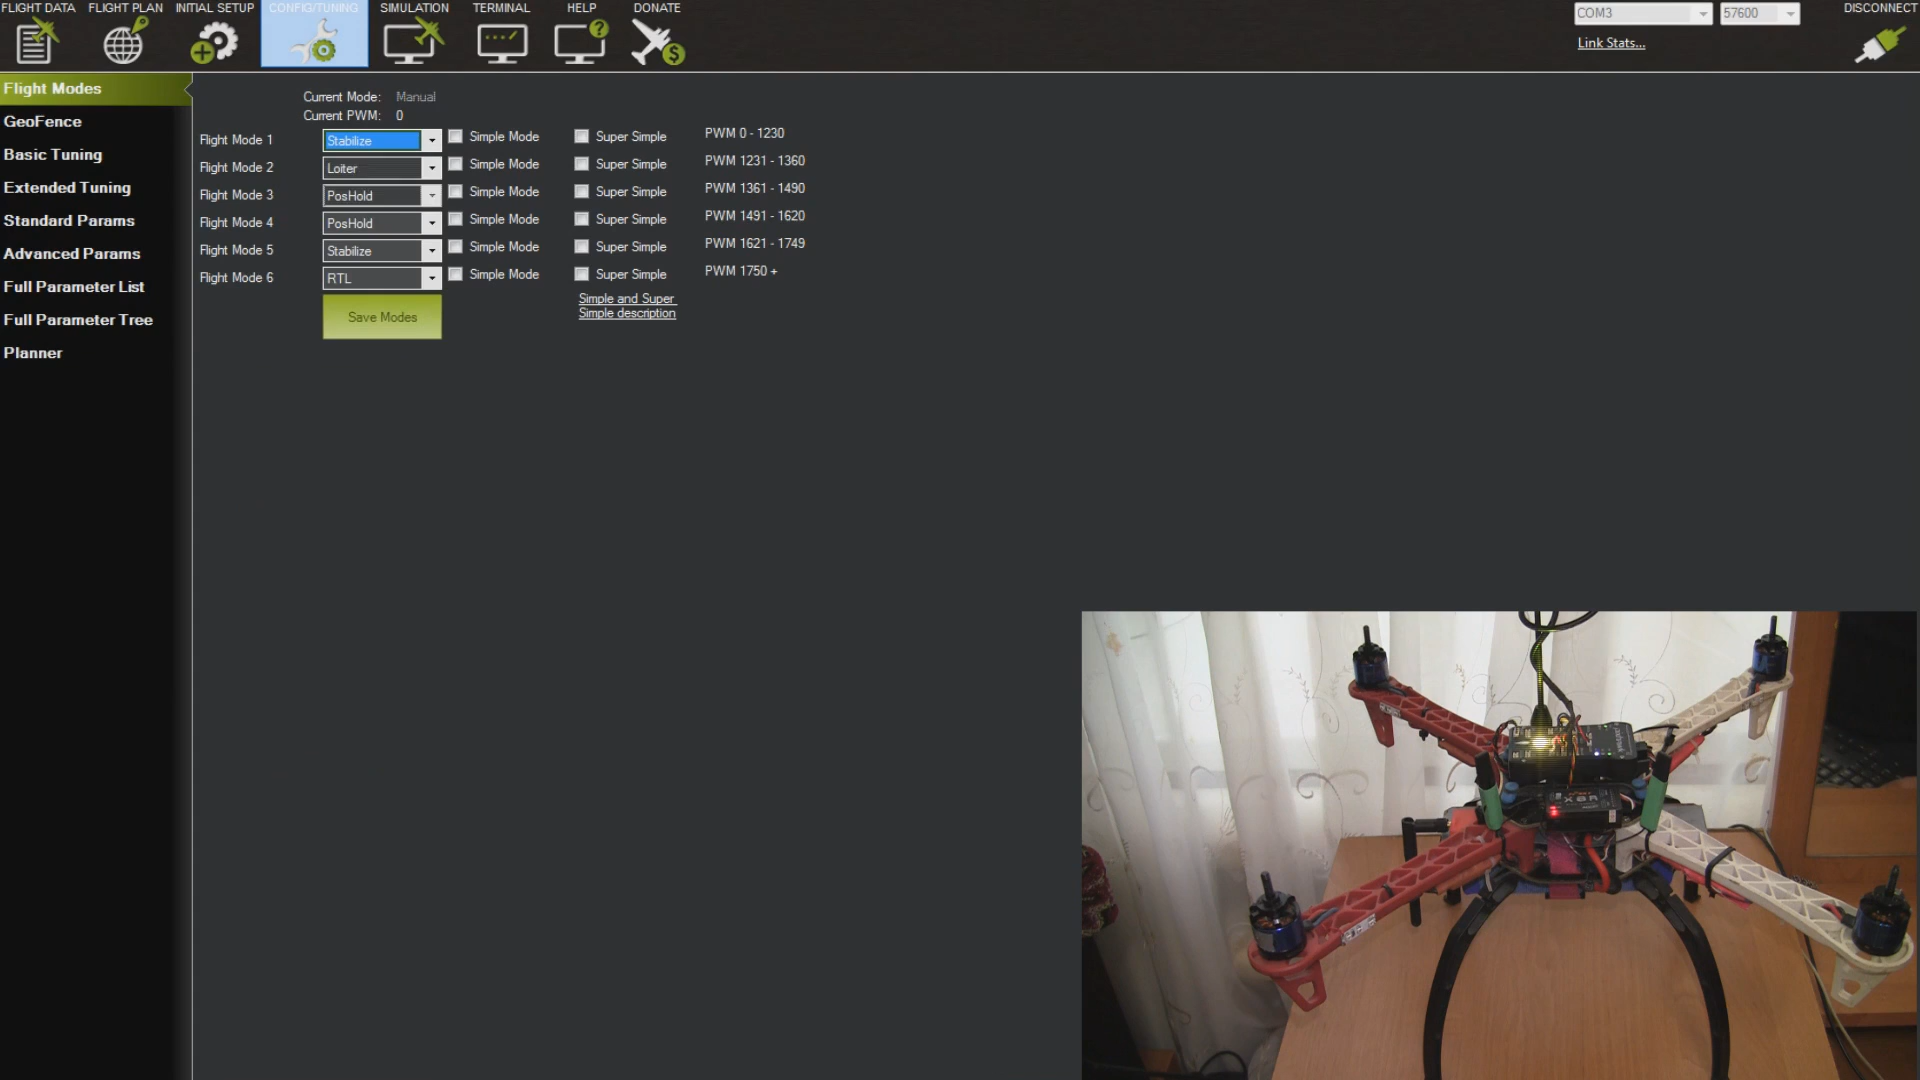 FLIGHT DATA FLIGHT PLAN INITIAL SETUP CONFIG/TUNING SIMULATION TERMINAL HELP DONATE COM3 57600 DISCONNECT
Link Stats...
Flight Modes
GeoFence
Basic Tuning
Extended Tuning
Standard Params
Advanced Params
Full Parameter List
Full Parameter Tree
Planner
Current Mode: Manual
Current PWM: 0
Flight Mode 1 Stabilize Simple Mode Super Simple PWM 0 - 1230
Flight Mode 2 Loiter Simple Mode Super Simple PWM 1231 - 1360
Flight Mode 3 PosHold Simple Mode Super Simple PWM 1361 - 1490
Flight Mode 4 PosHold Simple Mode Super Simple PWM 1491 - 1620
Flight Mode 5 Stabilize Simple Mode Super Simple PWM 1621 - 1749
Flight Mode 6 RTL Simple Mode Super Simple PWM 1750 +
Save Modes
Simple and Super
Simple description
X8R